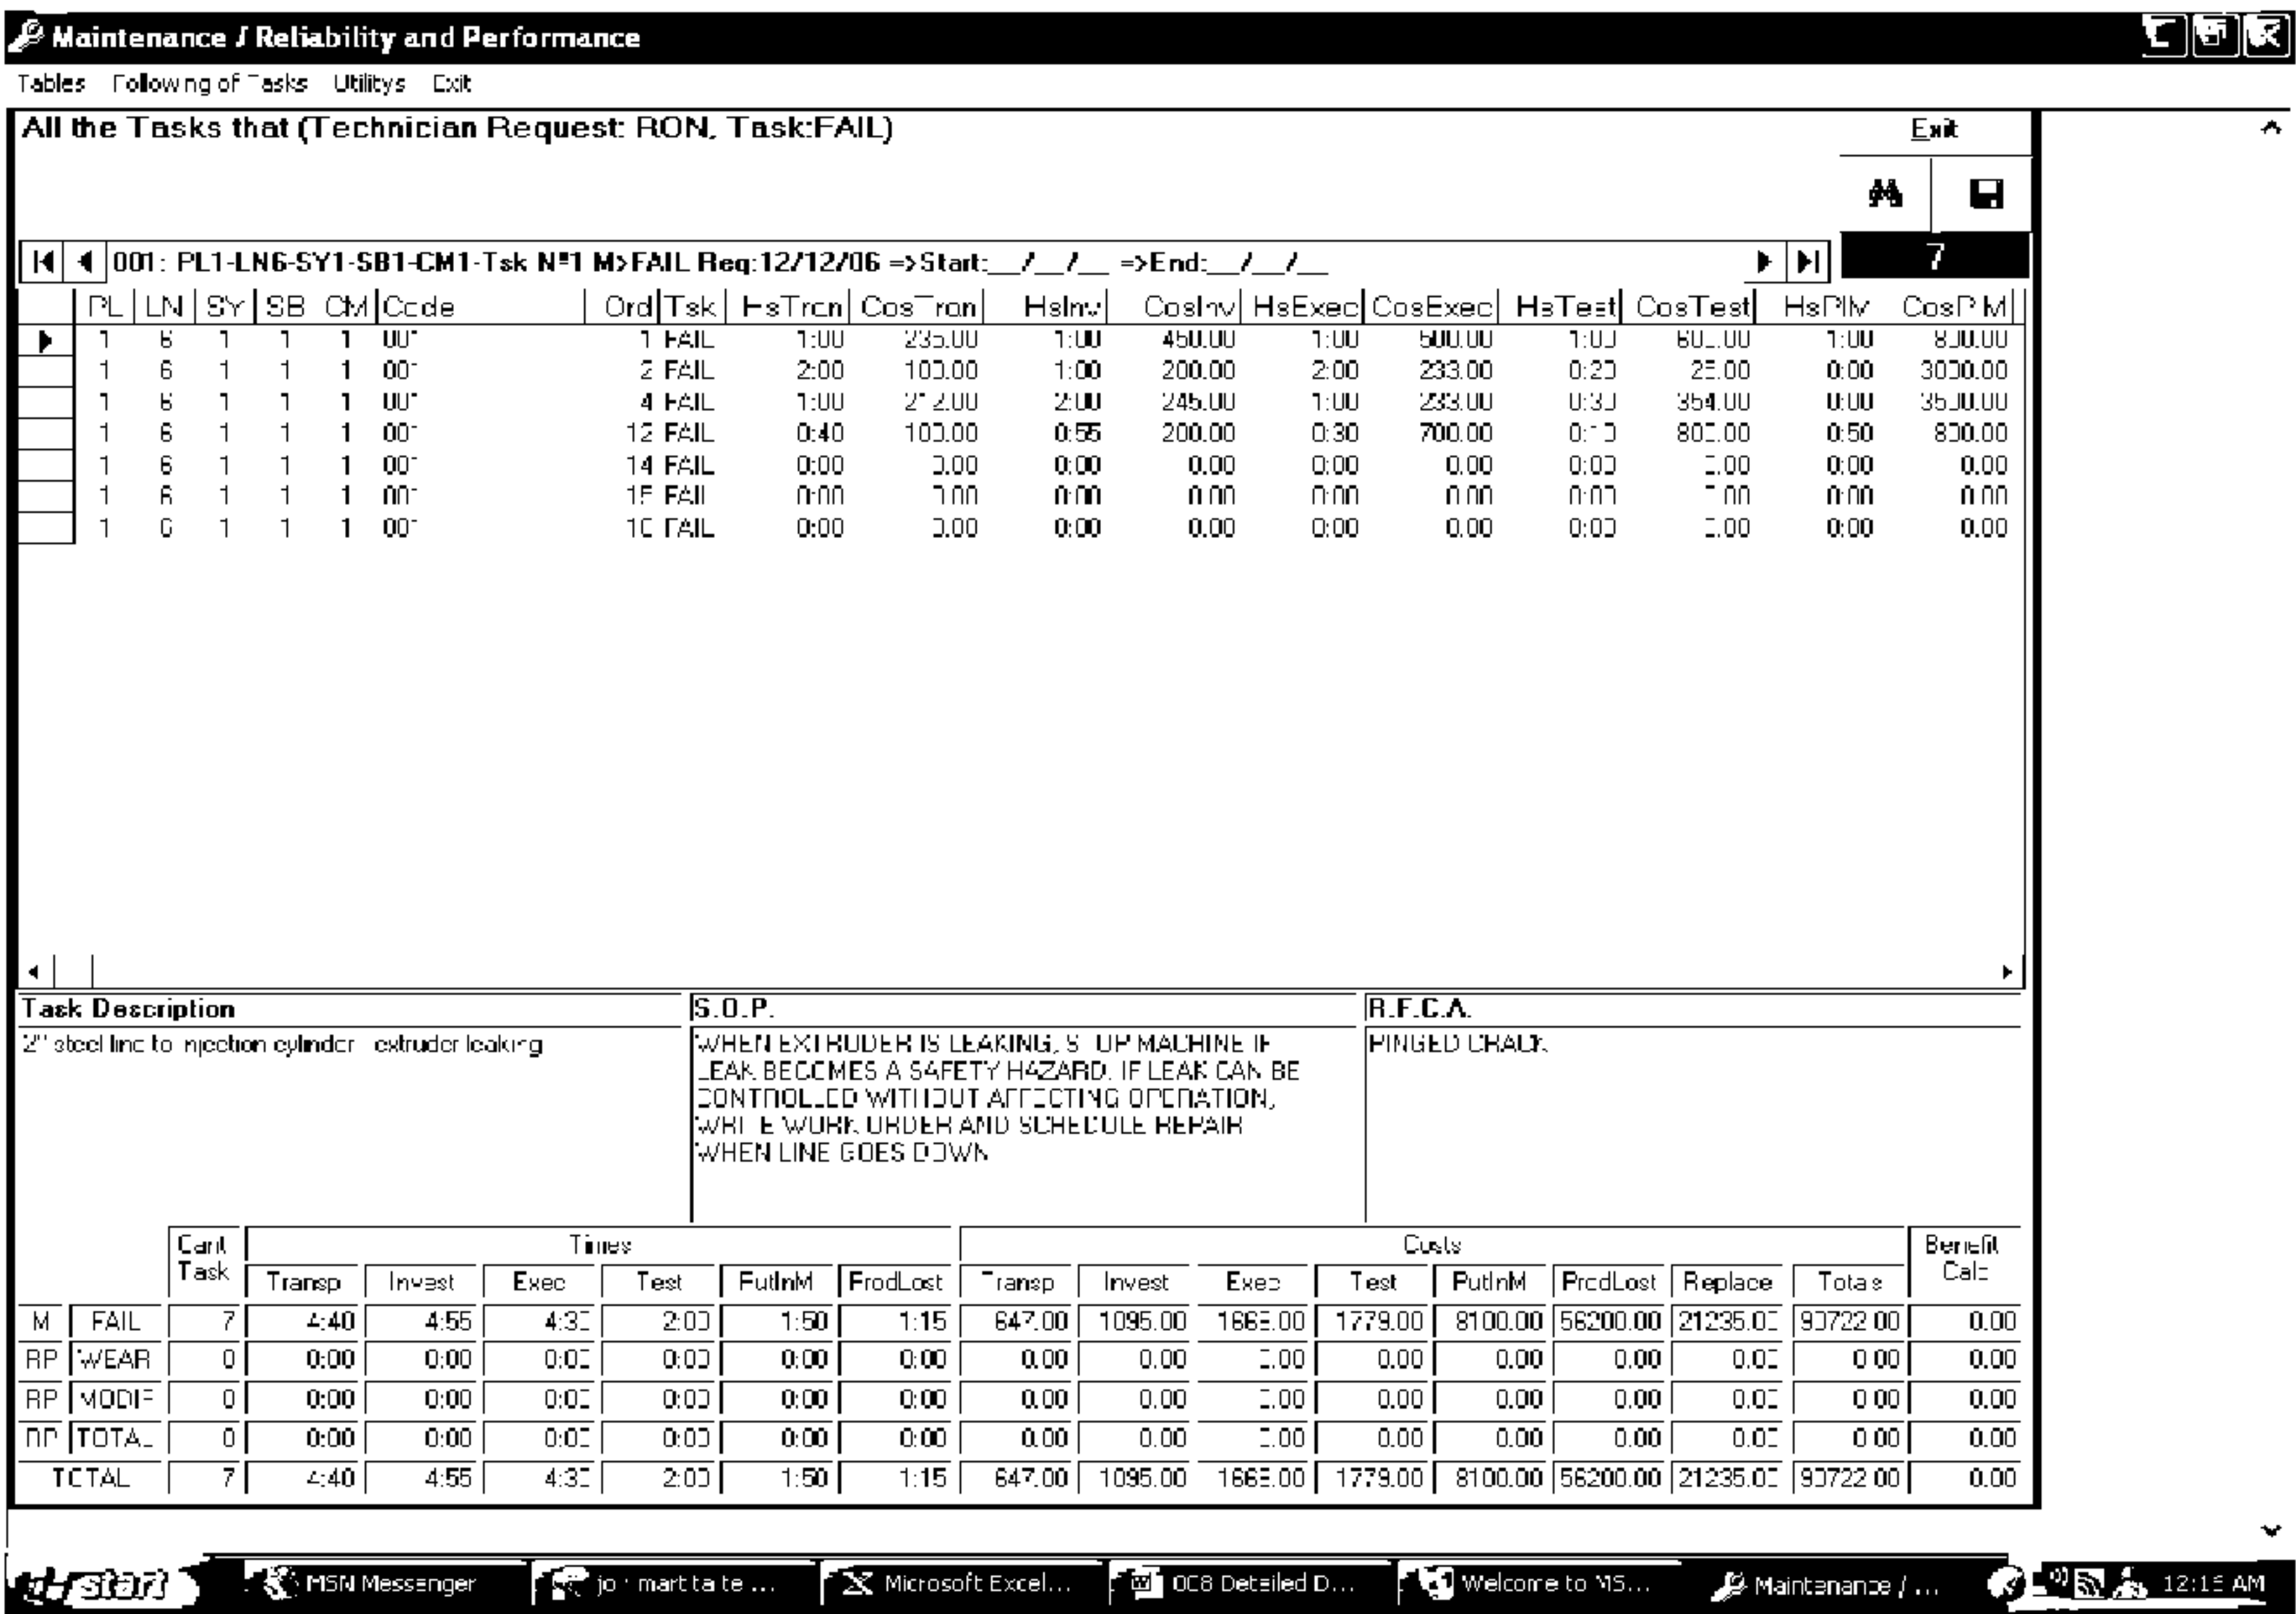 Maintenance / Reliability and Performance
Tables Following of Tasks Utilitys Exit
All the Tasks that (Technician Request: RON, Task:FAIL)
Exit
001: PL1-LN6-SY1-SB1-CM1-Tsk Nº1 M>FAIL Req:12/12/06 =>Start:__/__/__ =>End:__/__/__
7
PL LN SY SB CM Code Ord Tsk HsTran CosTran HsInv CosInv HsExec CosExec HsTest CosTest HsPIM CosPIM
1 6 1 1 1 001 1 FAIL 1:00 235.00 1:00 450.00 1:00 500.00 1:00 600.00 1:00 800.00
1 6 1 1 1 001 2 FAIL 2:00 100.00 1:00 200.00 2:00 233.00 0:20 25.00 0:00 3000.00
1 6 1 1 1 001 4 FAIL 1:00 212.00 2:00 245.00 1:00 233.00 0:30 354.00 0:00 3500.00
1 6 1 1 1 001 12 FAIL 0:40 100.00 0:55 200.00 0:30 700.00 0:10 800.00 0:50 800.00
1 6 1 1 1 001 14 FAIL 0:00 0.00 0:00 0.00 0:00 0.00 0:00 0.00 0:00 0.00
1 6 1 1 1 001 15 FAIL 0:00 0.00 0:00 0.00 0:00 0.00 0:00 0.00 0:00 0.00
1 6 1 1 1 001 FAIL 0:00 0.00 0:00 0.00 0:00 0.00 0:00 0.00 0:00 0.00
Task Description S.O.P. R.F.C.A.
2" steel line to injection cylinder extruder leaking
WHEN EXTRUDER IS LEAKING, STOP MACHINE IF
LEAK BECOMES A SAFETY HAZARD. IF LEAK CAN BE
CONTROLLED WITHOUT AFFECTING OPERATION,
WRITE WORK ORDER AND SCHEDULE REPAIR
WHEN LINE GOES DOWN
PINGED CRACK
Cant Task Times Costs Benefit Calc
Transp Invest Exec Test PutInM ProdLost Transp Invest Exec Test PutInM ProdLost Replace Totals
M FAIL 7 4:40 4:55 4:30 2:00 1:50 1:15 647.00 1095.00 1666.00 1779.00 8100.00 56200.00 21235.00 90722.00 0.00
RP WEAR 0 0:00 0:00 0:00 0:00 0:00 0:00 0.00 0.00 0.00 0.00 0.00 0.00 0.00 0.00 0.00
RP MODIF 0 0:00 0:00 0:00 0:00 0:00 0:00 0.00 0.00 0.00 0.00 0.00 0.00 0.00 0.00 0.00
RP TOTAL 0 0:00 0:00 0:00 0:00 0:00 0:00 0.00 0.00 0.00 0.00 0.00 0.00 0.00 0.00 0.00
TOTAL 7 4:40 4:55 4:30 2:00 1:50 1:15 647.00 1095.00 1666.00 1779.00 8100.00 56200.00 21235.00 90722.00 0.00
start MSN Messenger Microsoft Excel... Detailed D... Welcome to MS... Maintenance / ... AM